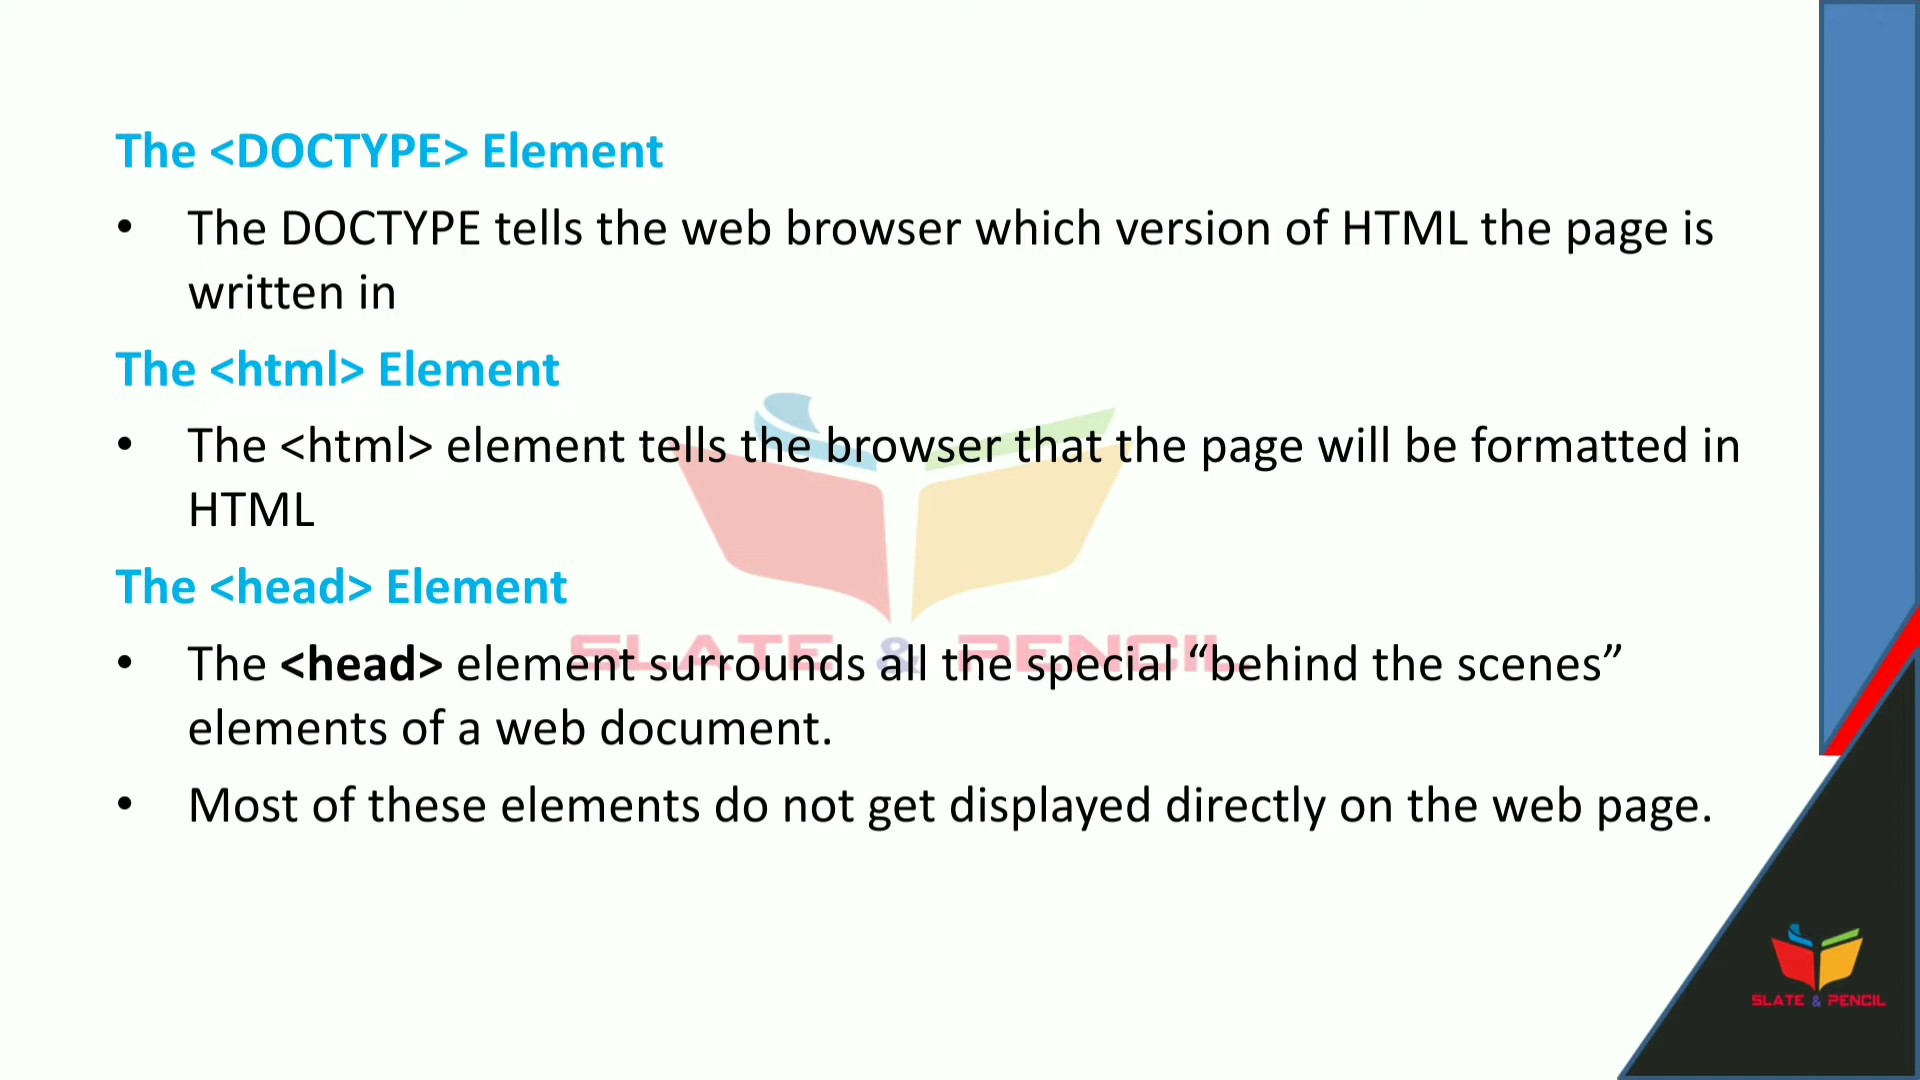 The <DOCTYPE> Element
• The DOCTYPE tells the web browser which version of HTML the page is
written in
The <html> Element
• The <html> element tells the browser that the page will be formatted in
HTML
The <head> Element
• The <head> element surrounds all the special “behind the scenes”
elements of a web document.
• Most of these elements do not get displayed directly on the web page.
SLATE & PENCIL
SLATE & PENCIL